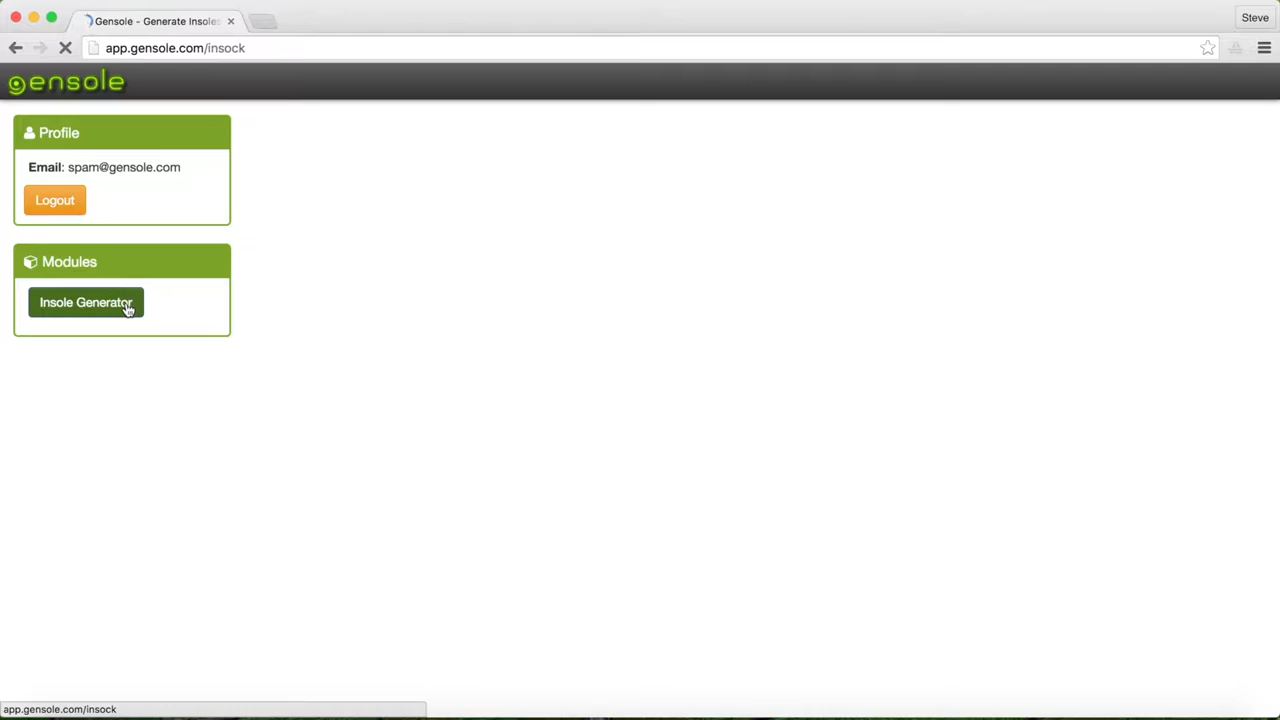 Gensole - Generate Insoles
Steve
app.gensole.com/insock
gensole
Profile
Email: spam@gensole.com
Logout
Modules
Insole Generator
app.gensole.com/insock